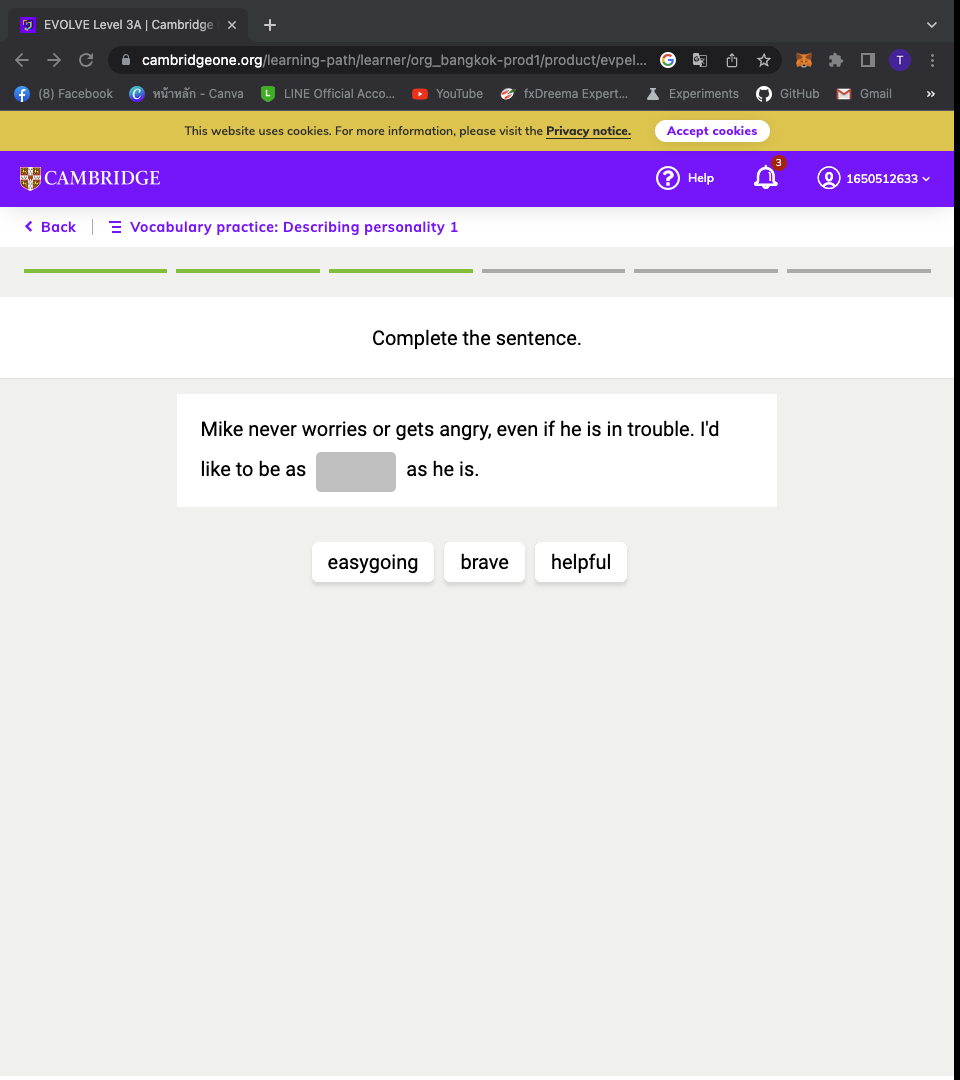 EVOLVE Level 3A | Cambridge
cambridgeone.org/learning-path/learner/org_bangkok-prod1/product/evpel...
T
(8) Facebook
หน้าหลัก - Canva
LINE Official Acco...
YouTube
fxDreema Expert...
Experiments
GitHub
Gmail
»
This website uses cookies. For more information, please visit the Privacy notice.
Accept cookies
CAMBRIDGE
Help
3
1650512633
Back
Vocabulary practice: Describing personality 1
Complete the sentence.
Mike never worries or gets angry, even if he is in trouble. I'd
like to be as as he is.
easygoing
brave
helpful